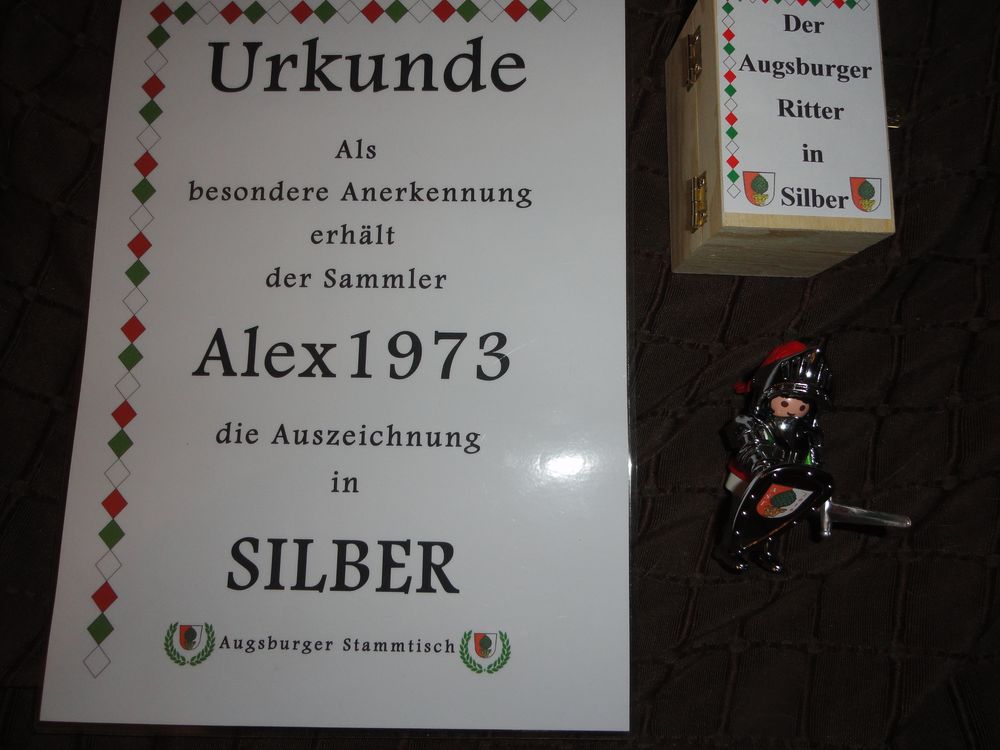 Urkunde
Als
besondere Anerkennung
erhält
der Sammler
Alex1973
die Auszeichnung
in
SILBER
Augsburger Stammtisch
Der
Augsburger
Ritter
in
Silber